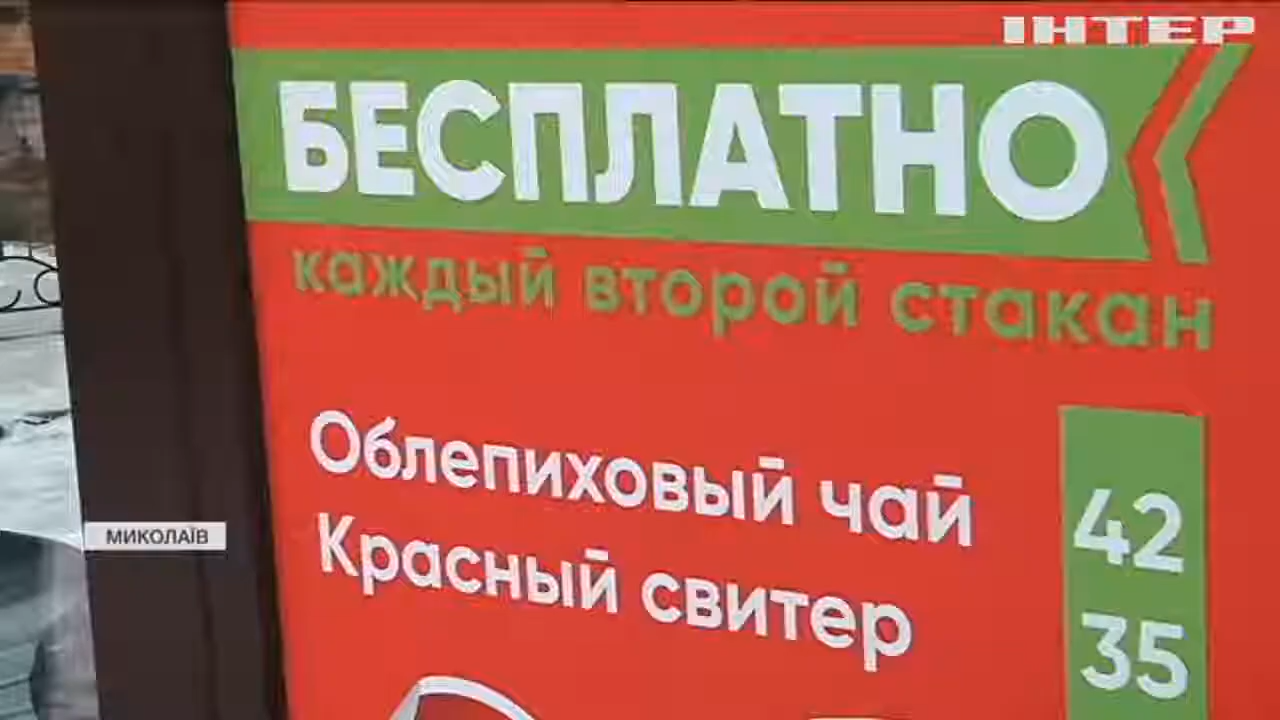 ІНТЕР
БЕСПЛАТНО
каждый второй стакан
Облепиховый чай 42
Красный свитер 35
МИКОЛАЇВ